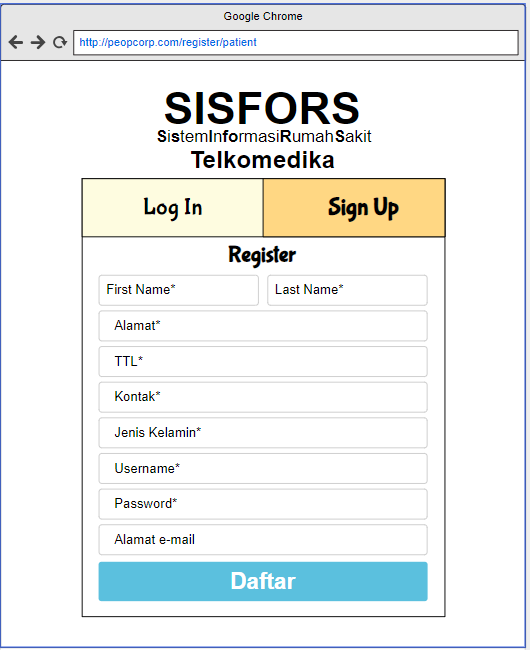 Google Chrome
http://peopcorp.com/register/patient
SISFORS
SistemInformasiRumahSakit
Telkomedika
Log In Sign Up
Register
First Name* Last Name*
Alamat*
TTL*
Kontak*
Jenis Kelamin*
Username*
Password*
Alamat e-mail
Daftar